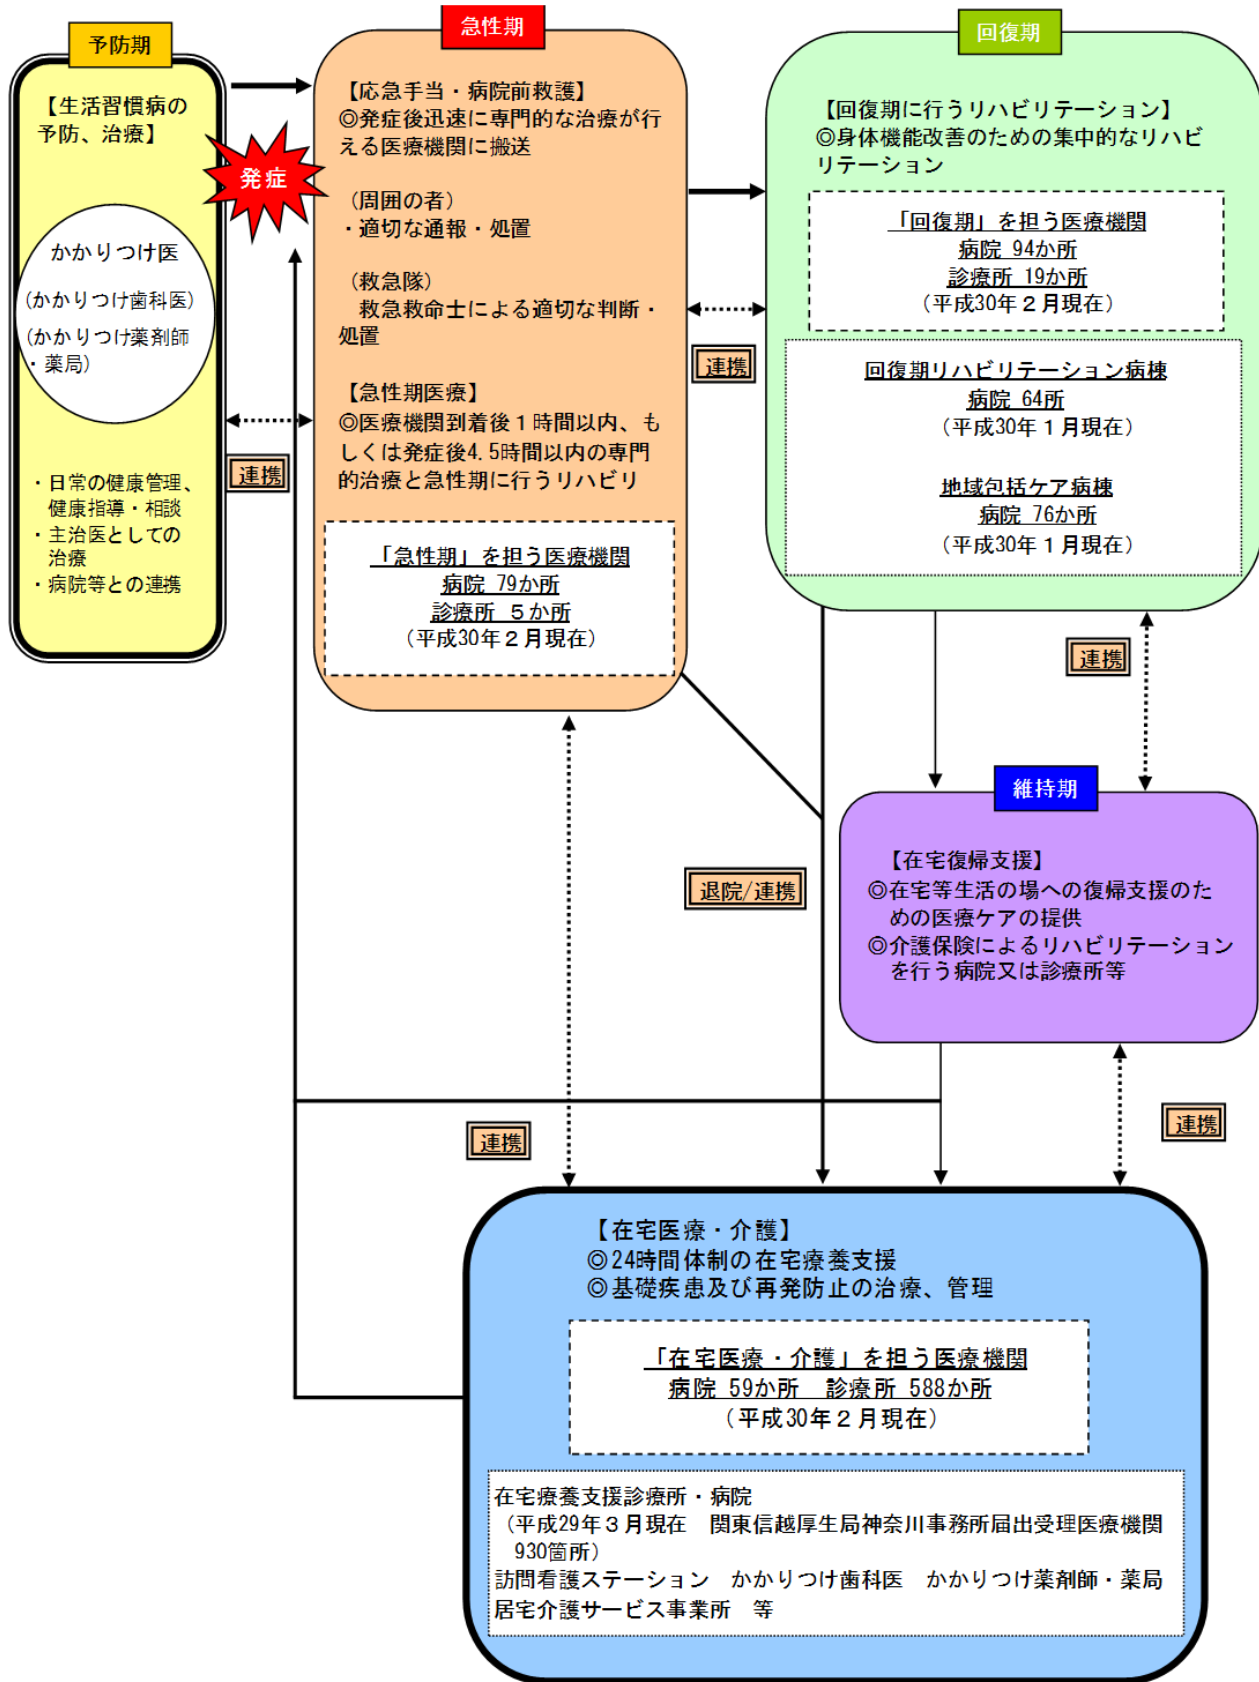 予防期
【生活習慣病の
予防、治療】
かかりつけ医
(かかりつけ歯科医)
(かかりつけ薬剤師
・薬局)
・日常の健康管理、
健康指導・相談
・主治医としての
治療
・病院等との連携
発症
連携
急性期
【応急手当・病院前救護】
◎発症後迅速に専門的な治療が行
える医療機関に搬送
（周囲の者）
・適切な通報・処置
（救急隊）
救急救命士による適切な判断・
処置
【急性期医療】
◎医療機関到着後１時間以内、も
しくは発症後4.5時間以内の専門
的治療と急性期に行うリハビリ
「急性期」を担う医療機関
病院 79か所
診療所 ５か所
（平成30年２月現在）
連携
回復期
【回復期に行うリハビリテーション】
◎身体機能改善のための集中的なリハビ
リテーション
「回復期」を担う医療機関
病院 94か所
診療所 19か所
（平成30年２月現在）
回復期リハビリテーション病棟
病院 64所
（平成30年１月現在）
地域包括ケア病棟
病院 76か所
（平成30年１月現在）
連携
維持期
【在宅復帰支援】
◎在宅等生活の場への復帰支援のた
めの医療ケアの提供
◎介護保険によるリハビリテーション
を行う病院又は診療所等
退院/連携
連携
連携
【在宅医療・介護】
◎24時間体制の在宅療養支援
◎基礎疾患及び再発防止の治療、管理
「在宅医療・介護」を担う医療機関
病院 59か所　診療所 588か所
（平成30年２月現在）
在宅療養支援診療所・病院
（平成29年３月現在　関東信越厚生局神奈川事務所届出受理医療機関
930箇所）
訪問看護ステーション　かかりつけ歯科医　かかりつけ薬剤師・薬局
居宅介護サービス事業所　等